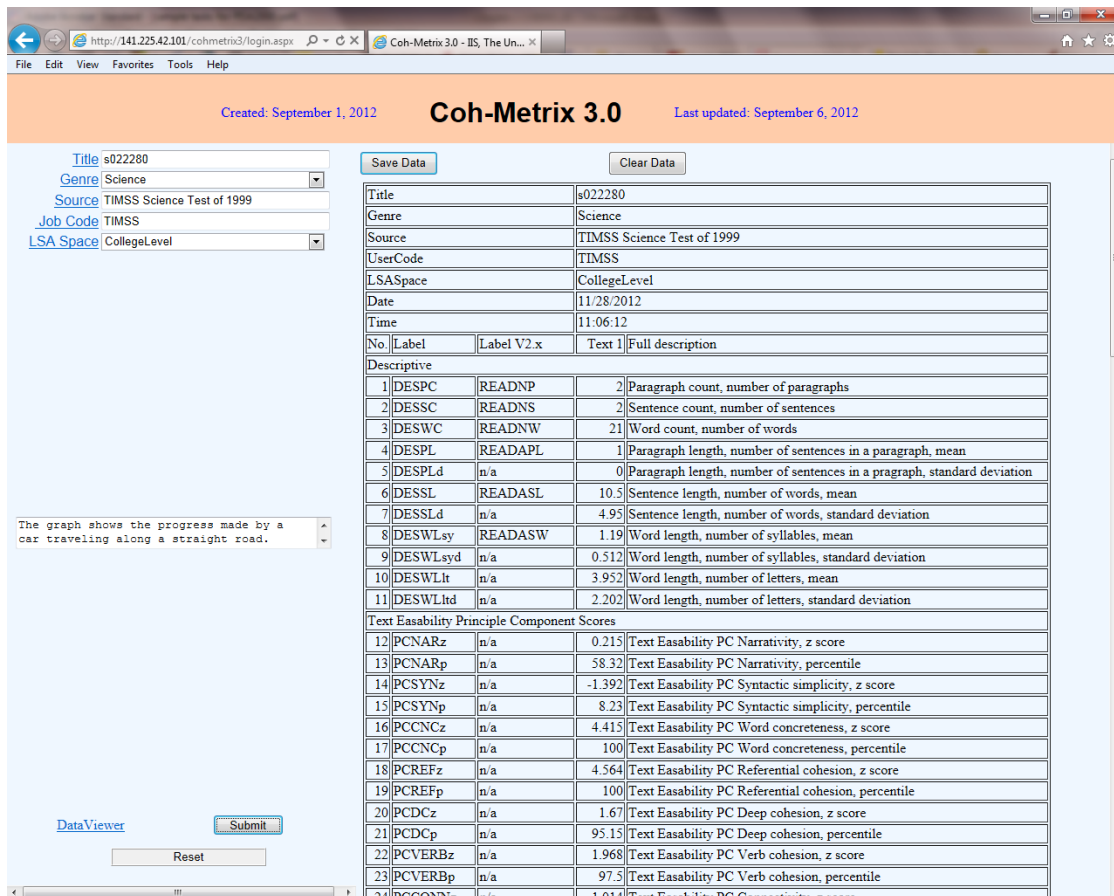 http://141.225.42.101/cohmetrix3/login.aspx
Coh-Metrix 3.0 - IIS, The Un...
File Edit View Favorites Tools Help
Created: September 1, 2012 Coh-Metrix 3.0 Last updated: September 6, 2012
Title s022280
Genre Science
Source TIMSS Science Test of 1999
Job Code TIMSS
LSA Space CollegeLevel
The graph shows the progress made by a
car traveling along a straight road.
DataViewer Submit
Reset
Save Data Clear Data
Title s022280
Genre Science
Source TIMSS Science Test of 1999
UserCode TIMSS
LSASpace CollegeLevel
Date 11/28/2012
Time 11:06:12
No. Label Label V2.x Text 1 Full description
Descriptive
1 DESPC READNP 2 Paragraph count, number of paragraphs
2 DESSC READNS 2 Sentence count, number of sentences
3 DESWC READNW 21 Word count, number of words
4 DESPL READAPL 1 Paragraph length, number of sentences in a paragraph, mean
5 DESPLd n/a 0 Paragraph length, number of sentences in a pragraph, standard deviation
6 DESSL READASL 10.5 Sentence length, number of words, mean
7 DESSLd n/a 4.95 Sentence length, number of words, standard deviation
8 DESWLsy READASW 1.19 Word length, number of syllables, mean
9 DESWLsyd n/a 0.512 Word length, number of syllables, standard deviation
10 DESWLlt n/a 3.952 Word length, number of letters, mean
11 DESWLltd n/a 2.202 Word length, number of letters, standard deviation
Text Easability Principle Component Scores
12 PCNARz n/a 0.215 Text Easability PC Narrativity, z score
13 PCNARp n/a 58.32 Text Easability PC Narrativity, percentile
14 PCSYNz n/a -1.392 Text Easability PC Syntactic simplicity, z score
15 PCSYNp n/a 8.23 Text Easability PC Syntactic simplicity, percentile
16 PCCNCz n/a 4.415 Text Easability PC Word concreteness, z score
17 PCCNCp n/a 100 Text Easability PC Word concreteness, percentile
18 PCREFz n/a 4.564 Text Easability PC Referential cohesion, z score
19 PCREFp n/a 100 Text Easability PC Referential cohesion, percentile
20 PCDCz n/a 1.67 Text Easability PC Deep cohesion, z score
21 PCDCp n/a 95.15 Text Easability PC Deep cohesion, percentile
22 PCVERBz n/a 1.968 Text Easability PC Verb cohesion, z score
23 PCVERBp n/a 97.5 Text Easability PC Verb cohesion, percentile